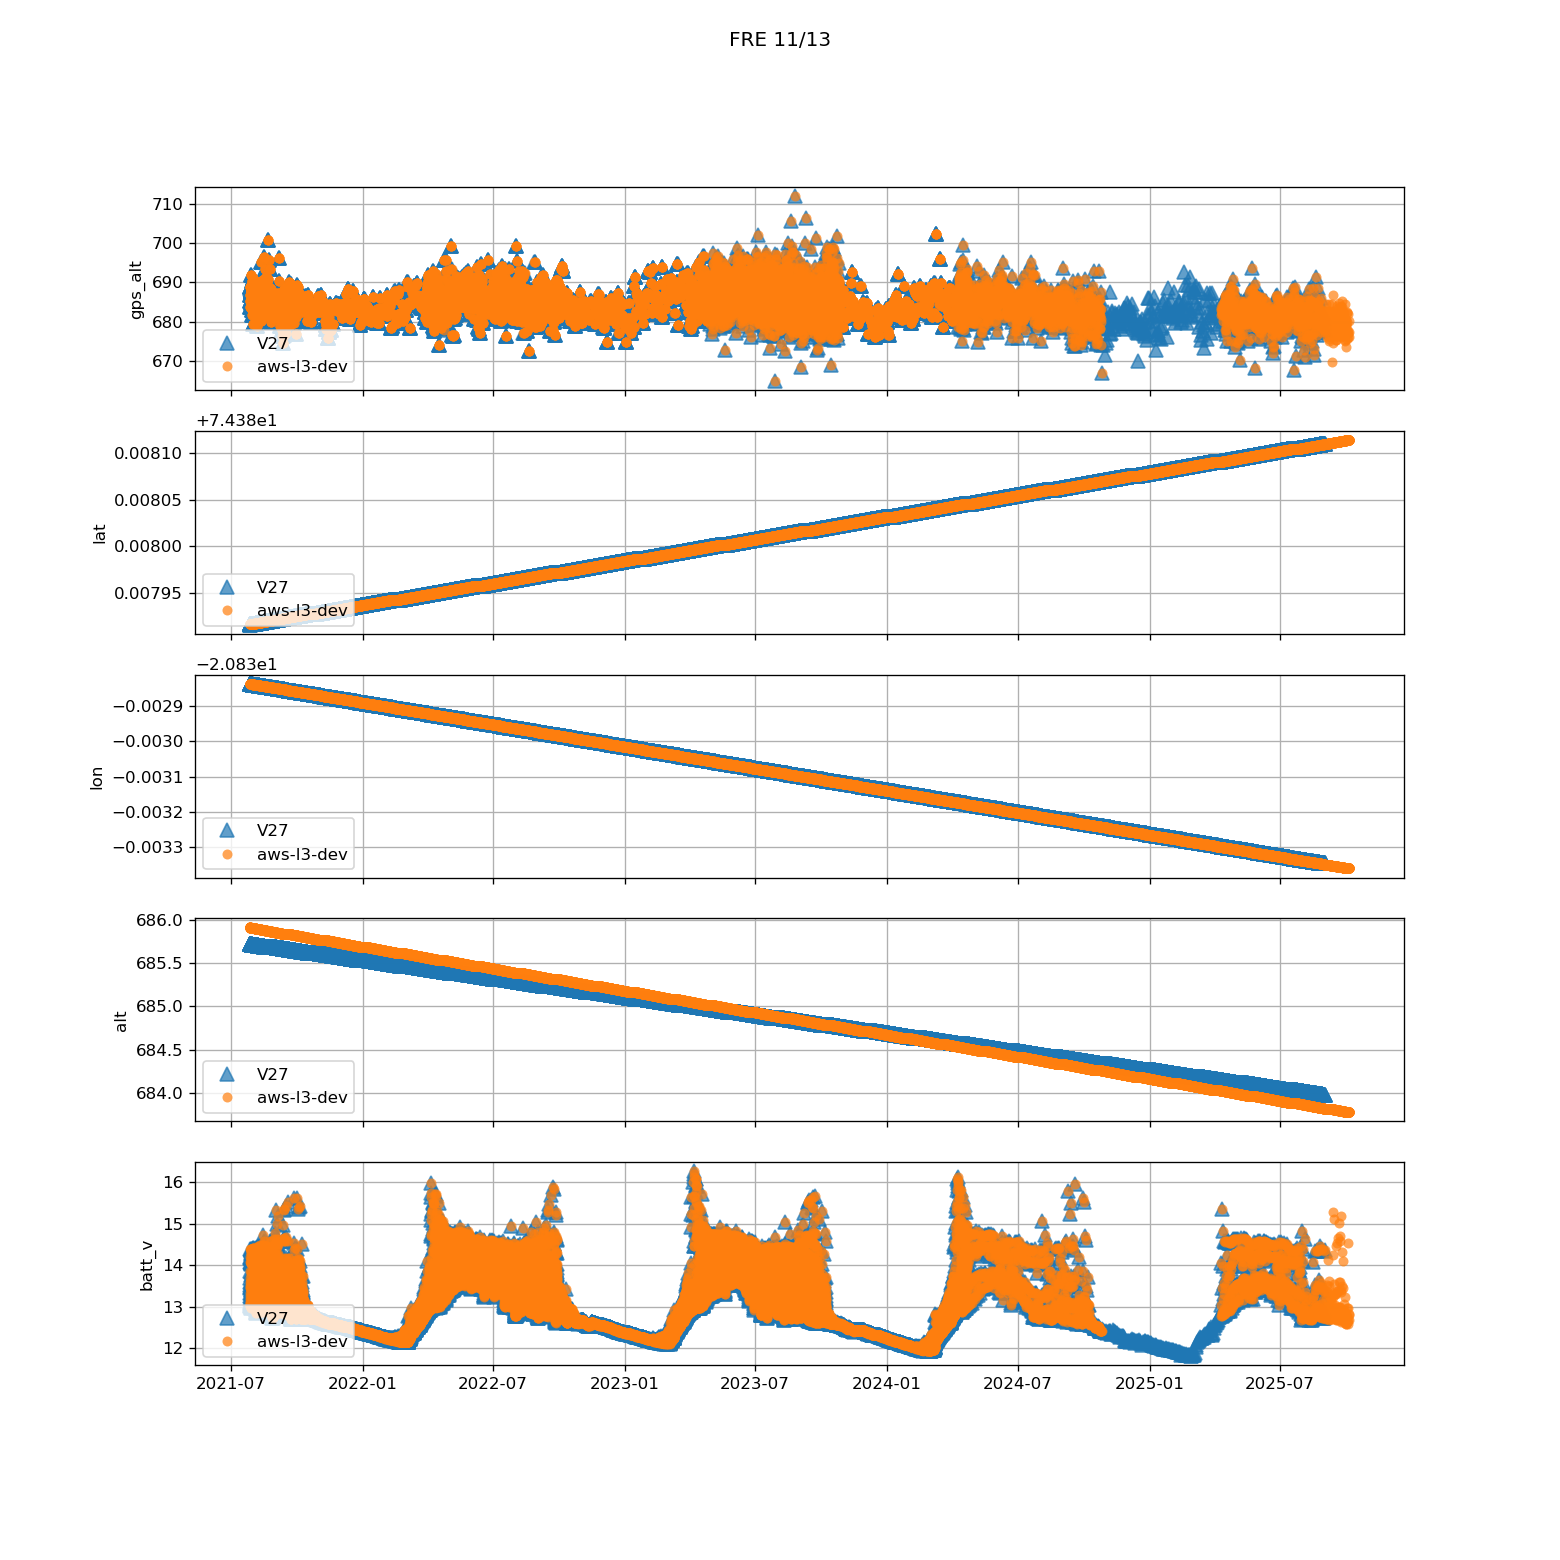 FRE 11/13
710
700
690
680
670
gps_alt
V27
aws-l3-dev
+7.438e1
0.00810
0.00805
0.00800
0.00795
lat
V27
aws-l3-dev
−2.083e1
−0.0029
−0.0030
−0.0031
−0.0032
−0.0033
lon
V27
aws-l3-dev
686.0
685.5
685.0
684.5
684.0
alt
V27
aws-l3-dev
16
15
14
13
12
batt_v
V27
aws-l3-dev
2021-07 2022-01 2022-07 2023-01 2023-07 2024-01 2024-07 2025-01 2025-07